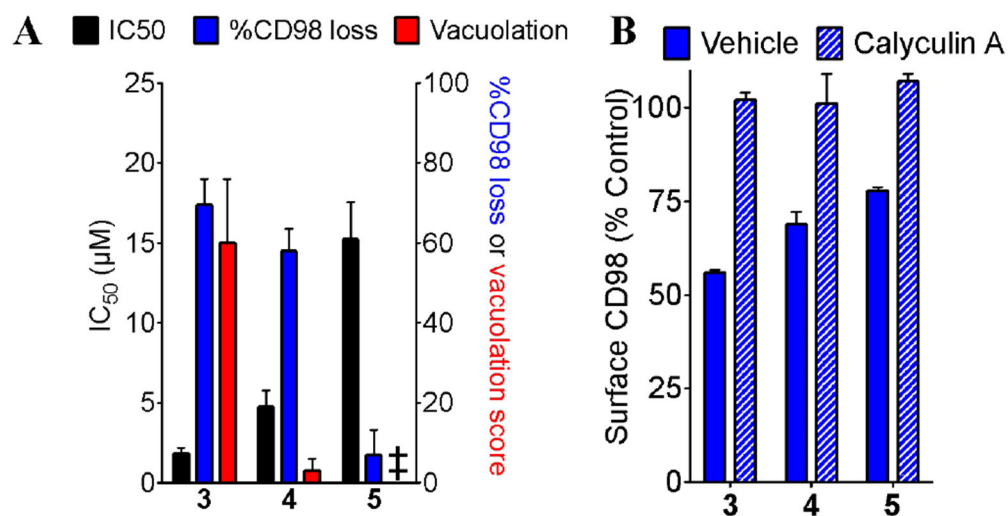 A
IC50
%CD98 loss
Vacuolation
IC50 (µM)
25
20
15
10
5
0
100
80
60
40
20
0
%CD98 loss or vacuolation score
‡
3 4 5
B
Vehicle
Calyculin A
Surface CD98 (% Control)
100
75
50
25
0
3 4 5